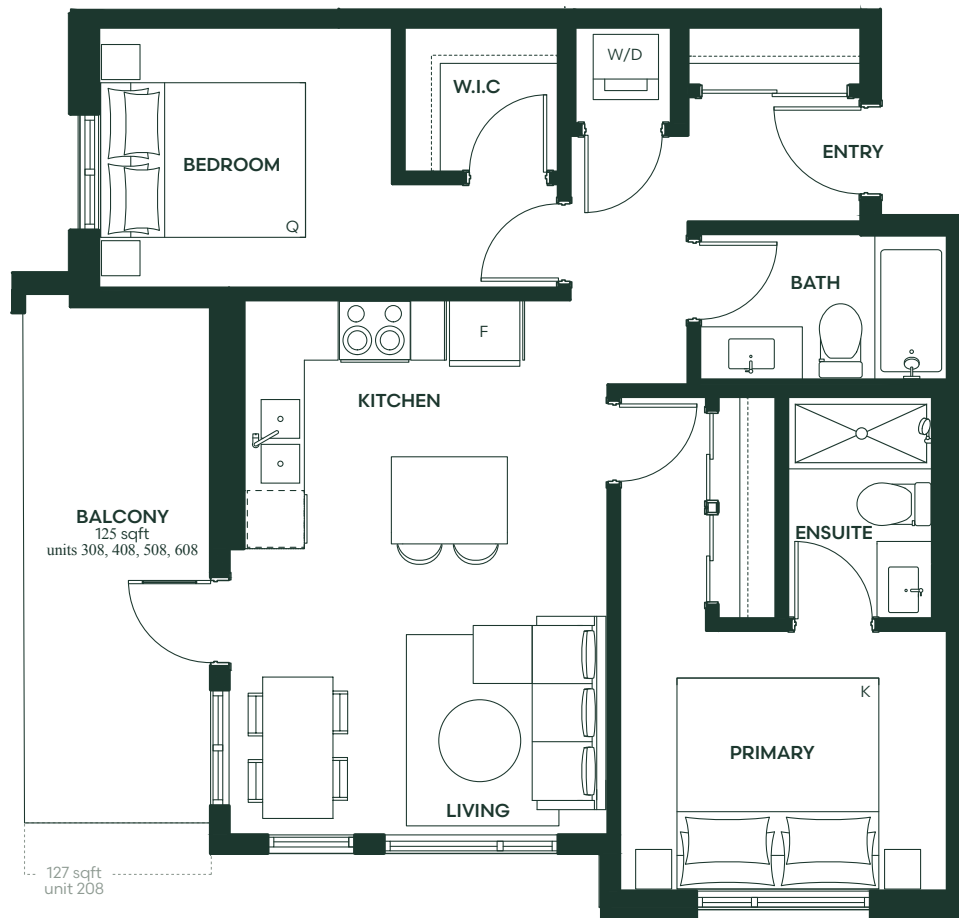 W/D
W.I.C
BEDROOM
ENTRY
Q
BATH
F
KITCHEN
BALCONY
125 sqft
units 308, 408, 508, 608
ENSUITE
K
PRIMARY
LIVING
127 sqft
unit 208